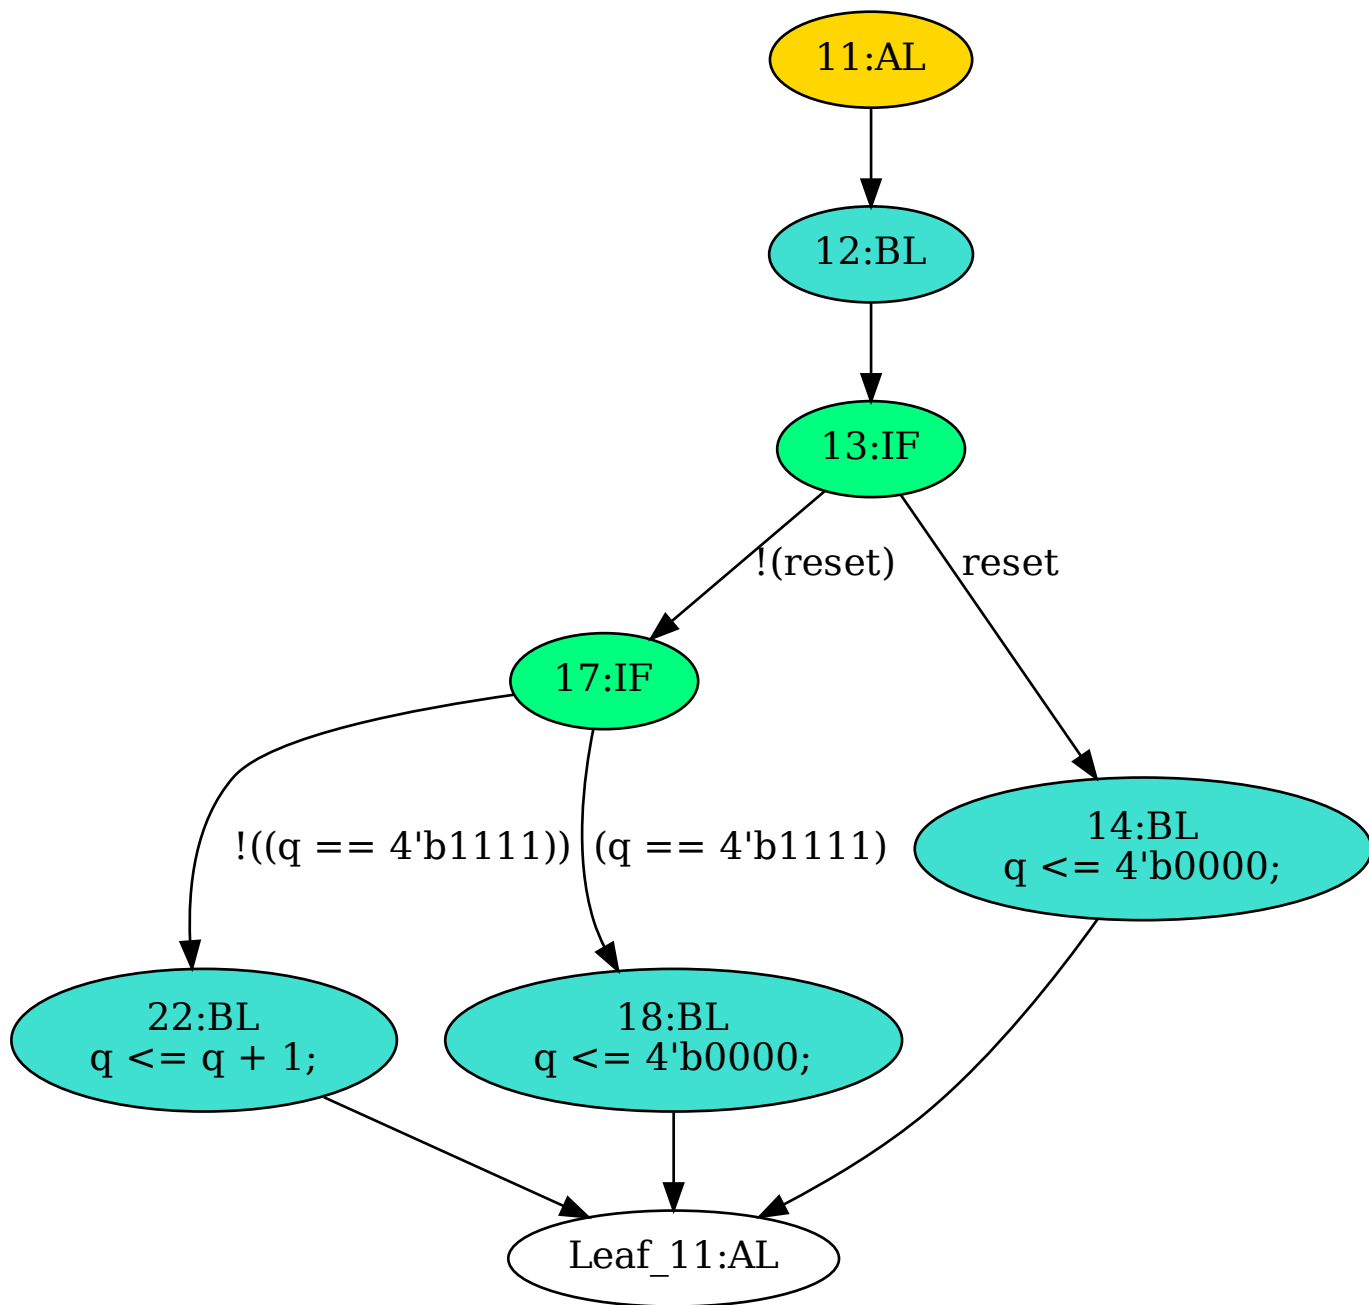 11:AL
12:BL
13:IF
!(reset)
reset
17:IF
!((q == 4'b1111))
(q == 4'b1111)
14:BL
q <= 4'b0000;
22:BL
q <= q + 1;
18:BL
q <= 4'b0000;
Leaf_11:AL